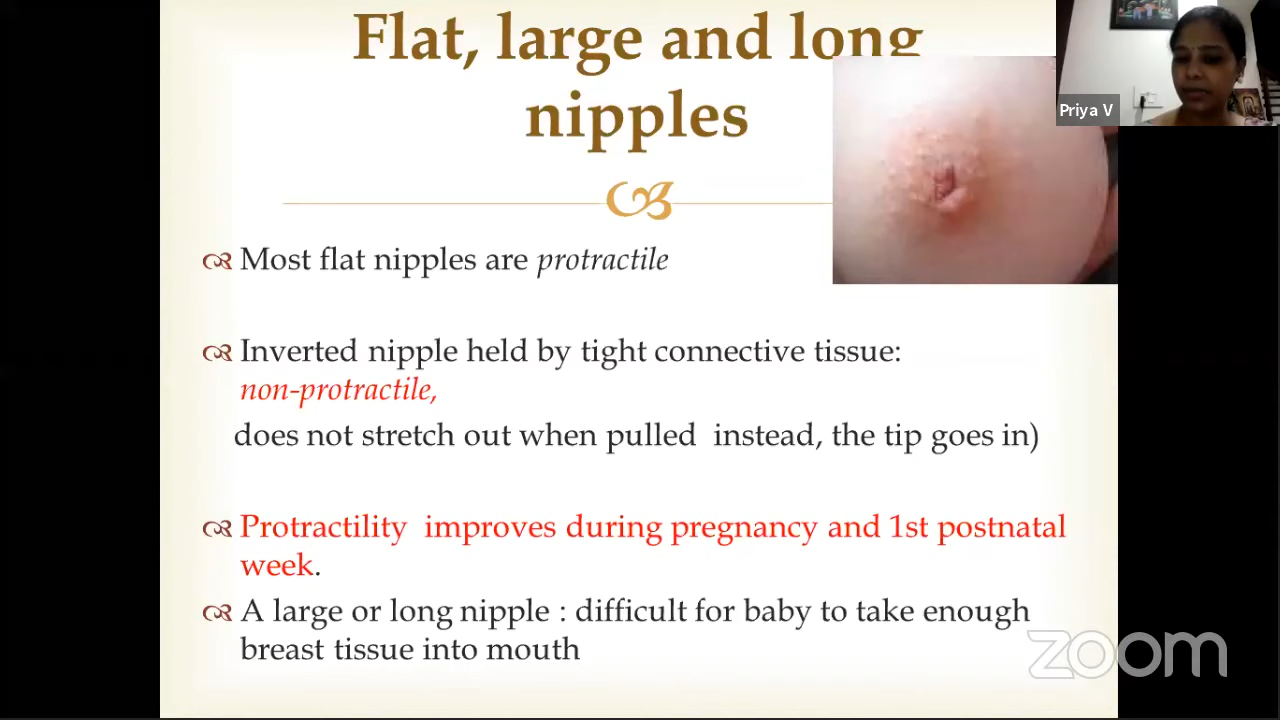 Flat, large and long
nipples
Priya V
Most flat nipples are protractile
Inverted nipple held by tight connective tissue:
non-protractile,
does not stretch out when pulled  instead, the tip goes in)
Protractility  improves during pregnancy and 1st postnatal
week.
A large or long nipple : difficult for baby to take enough
breast tissue into mouth
zoom